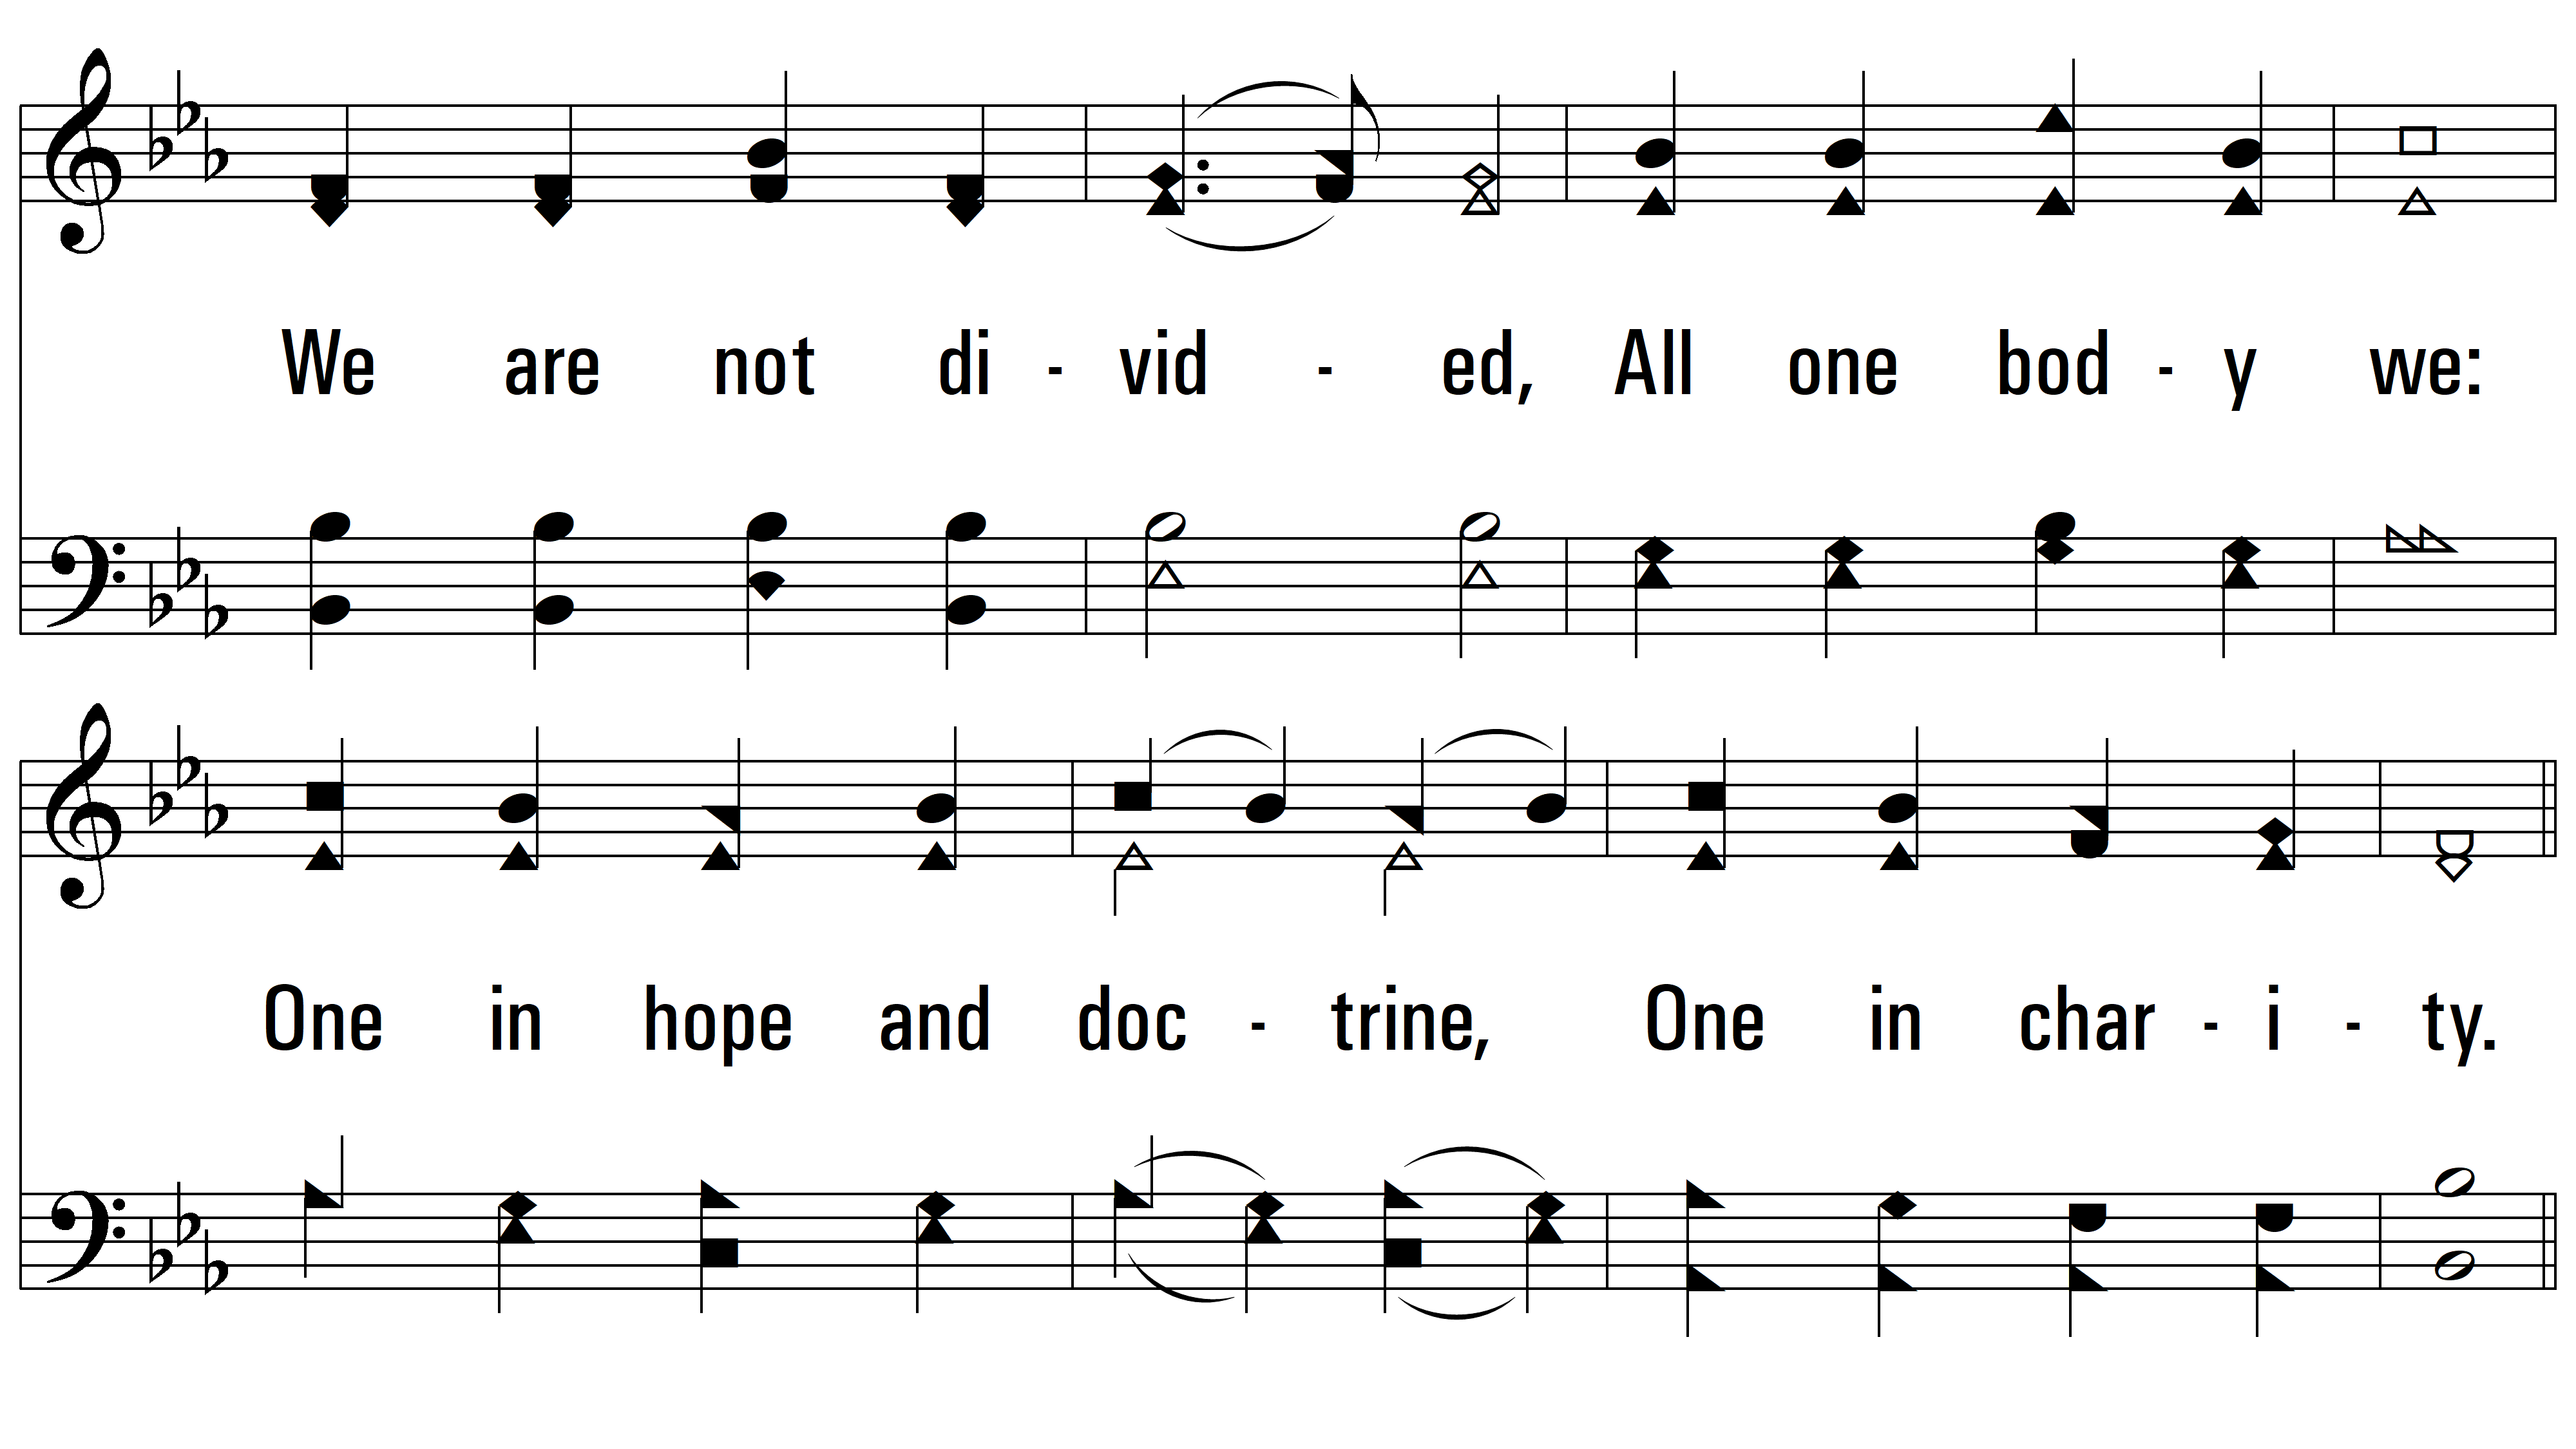 We are not di - vid - ed, All one bod - y we:
One in hope and doc - trine, One in char - i - ty.